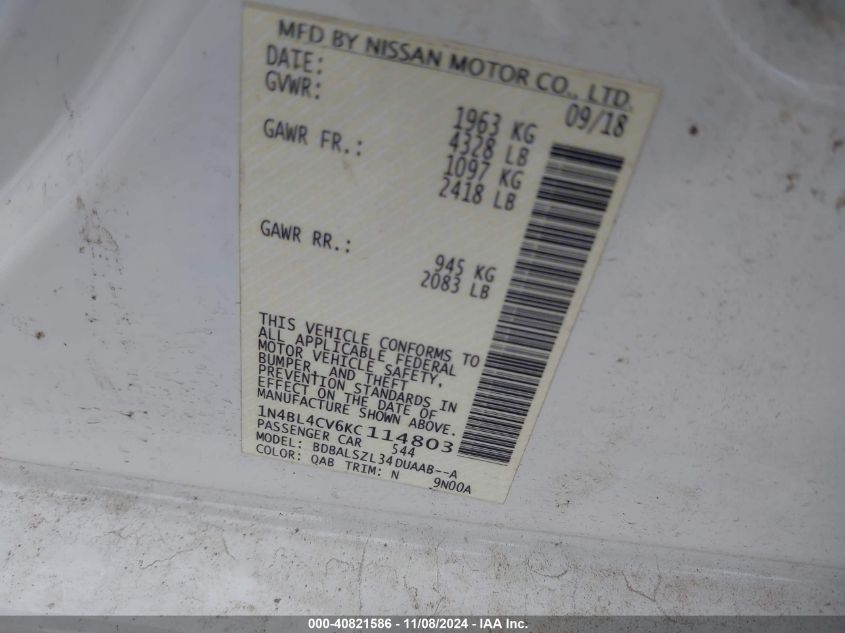 MFD BY NISSAN MOTOR CO., LTD.
DATE: 09/18
GVWR: 1963 KG
4328 LB
GAWR FR.: 1097 KG
2418 LB
GAWR RR.: 945 KG
2083 LB
THIS VEHICLE CONFORMS TO
ALL APPLICABLE FEDERAL
MOTOR VEHICLE SAFETY,
BUMPER, AND THEFT
PREVENTION STANDARDS IN
EFFECT ON THE DATE OF
MANUFACTURE SHOWN ABOVE.
1N4BL4CV6KC114803
PASSENGER CAR 544
MODEL: BDBALSZL34DUAAB--A
COLOR: QAB TRIM: N 9N00A
000-40821586 - 11/08/2024 - IAA Inc.